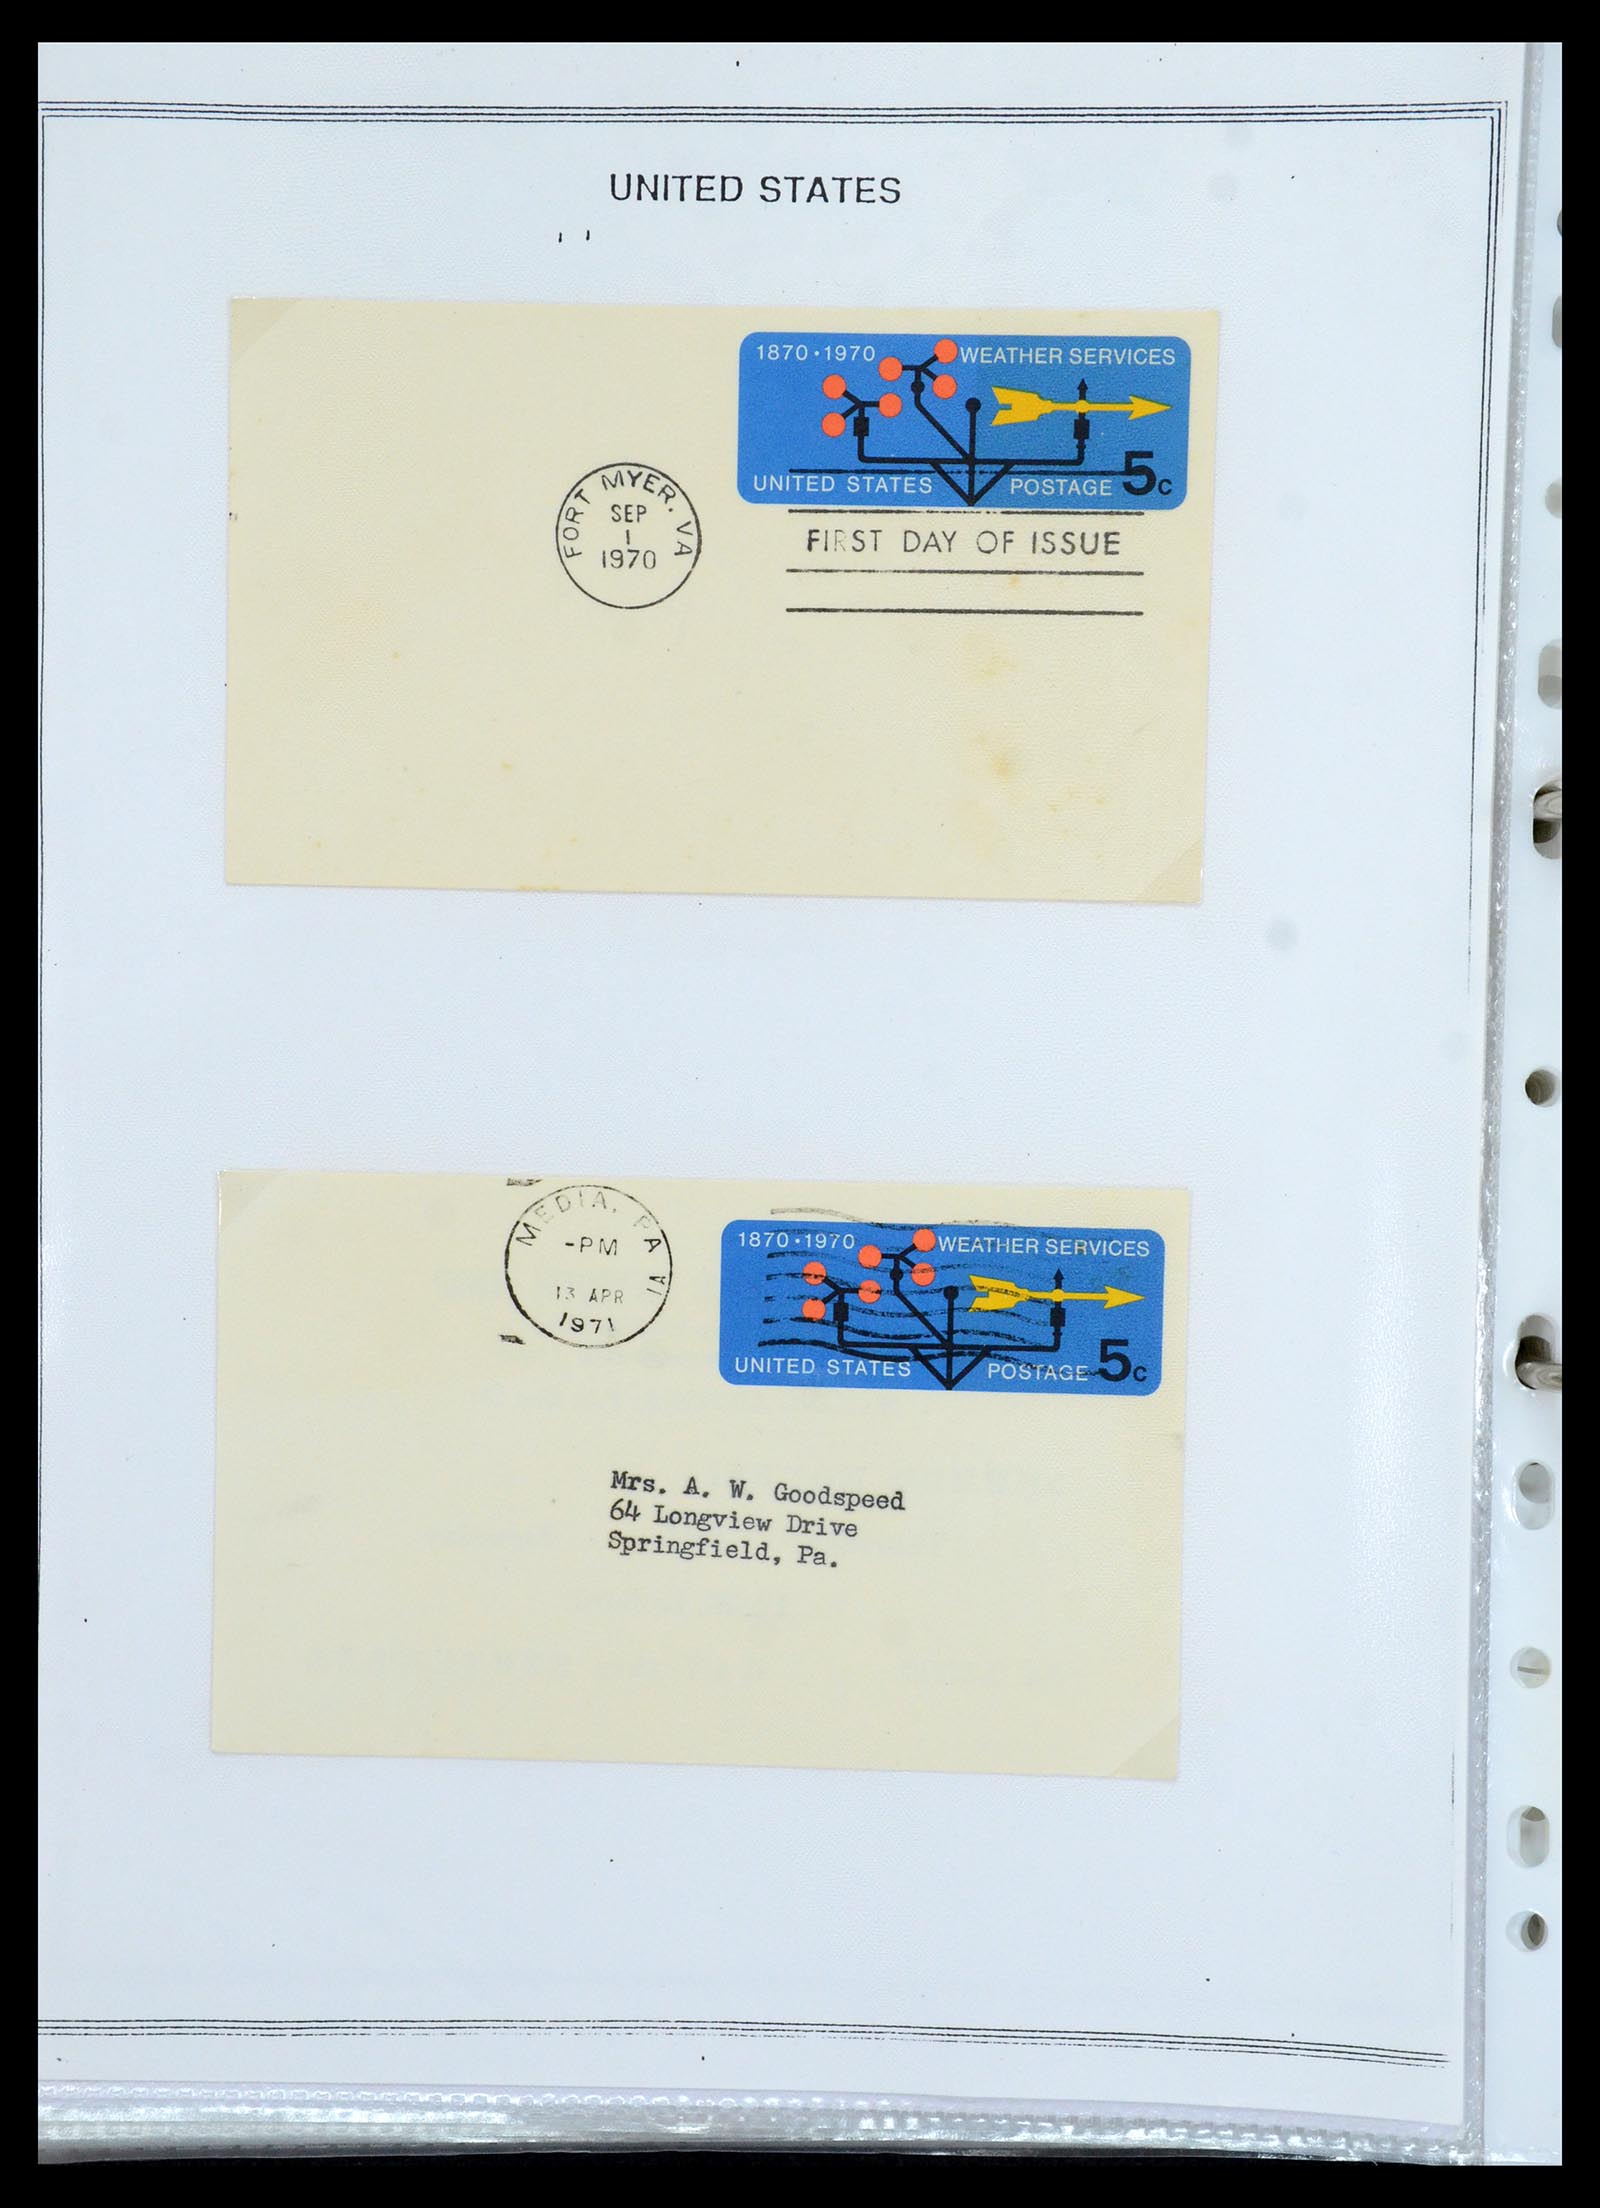 UNITED STATES
1870 · 1970 WEATHER SERVICES
UNITED STATES POSTAGE 5c
FORT MYER, VA
SEP
1
1970
FIRST DAY OF ISSUE
MEDIA, PA
-PM
13 APR
1971
1870 · 1970 WEATHER SERVICES
UNITED STATES POSTAGE 5c
Mrs. A. W. Goodspeed
64 Longview Drive
Springfield, Pa.